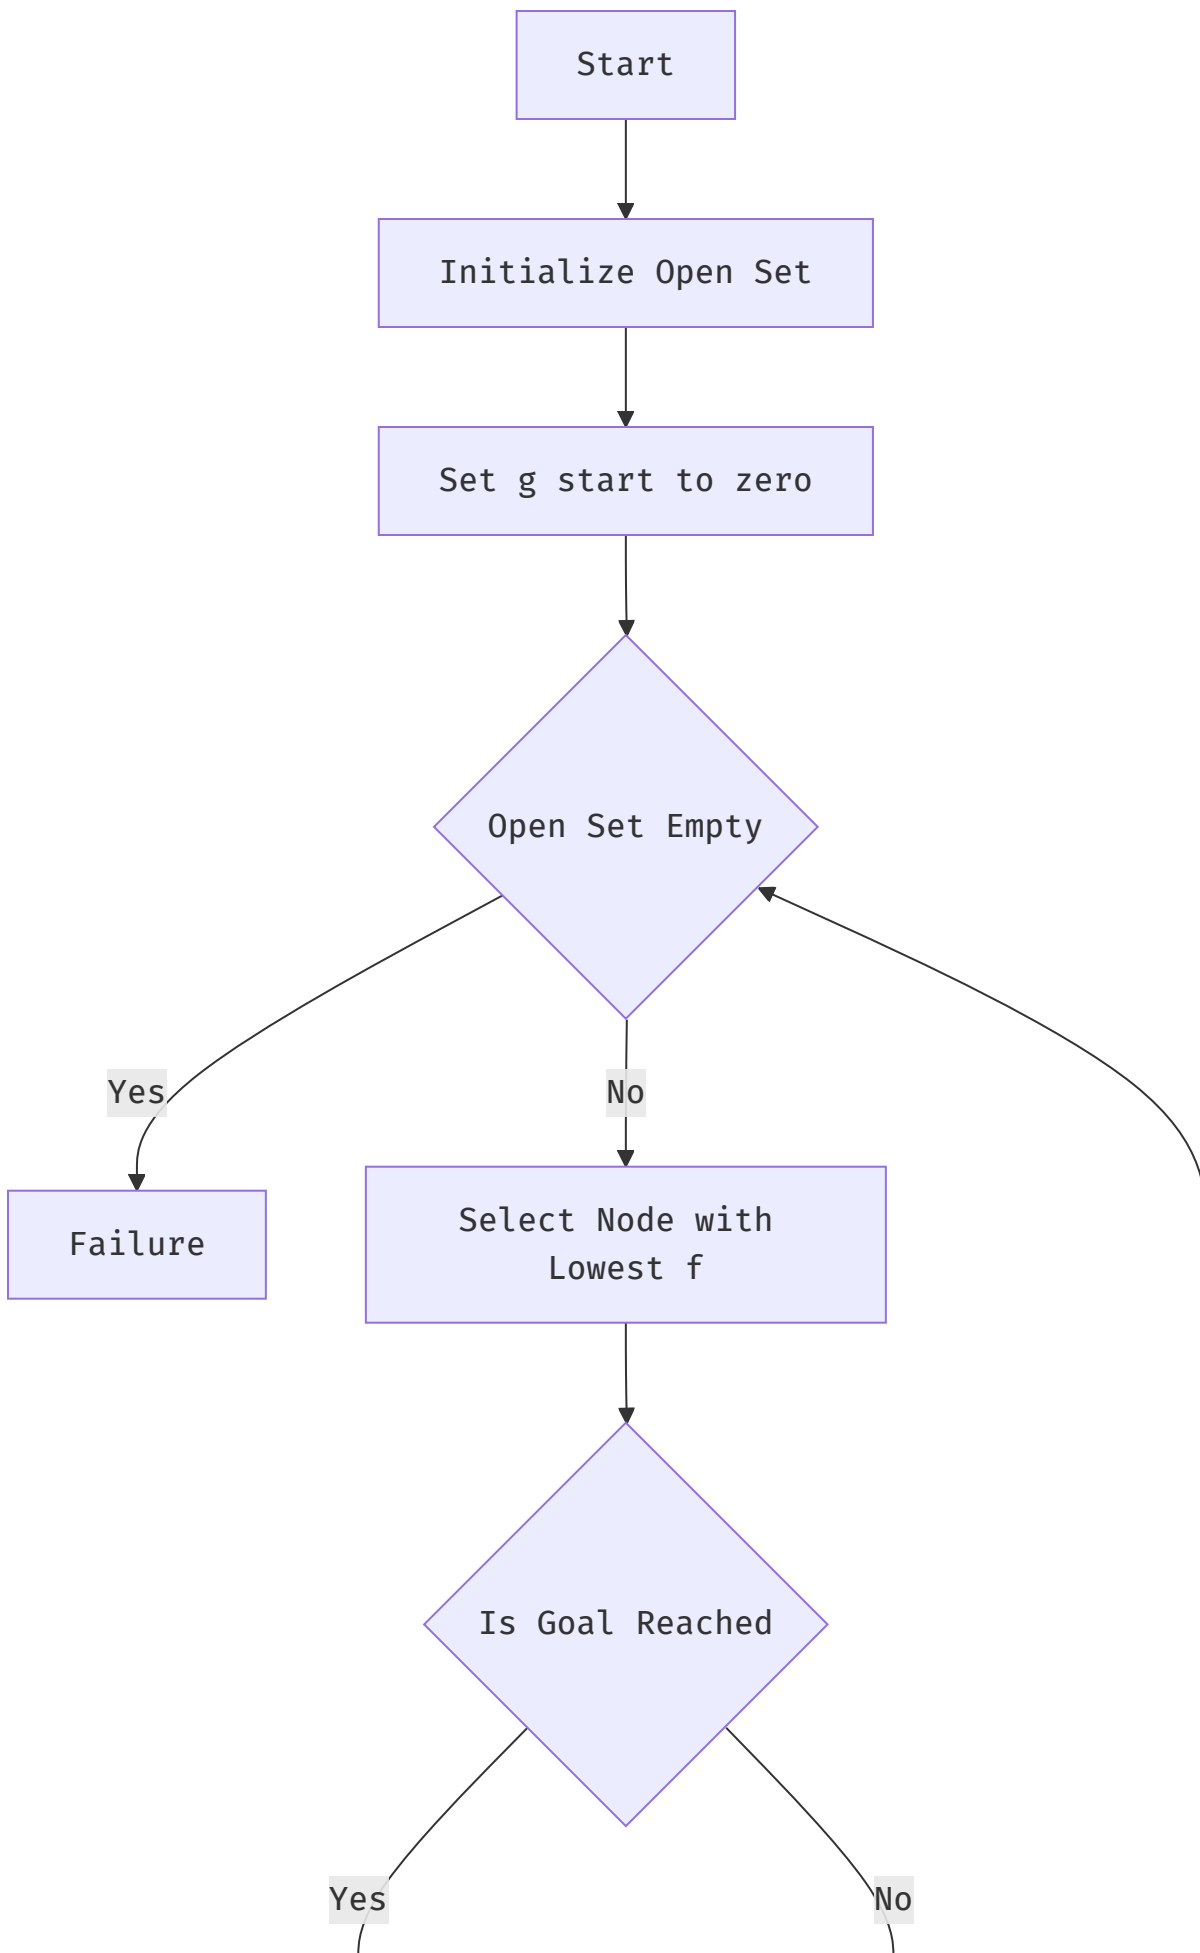 Start
Initialize Open Set
Set g start to zero
Open Set Empty
Yes
No
Failure
Select Node with
Lowest f
Is Goal Reached
Yes
No